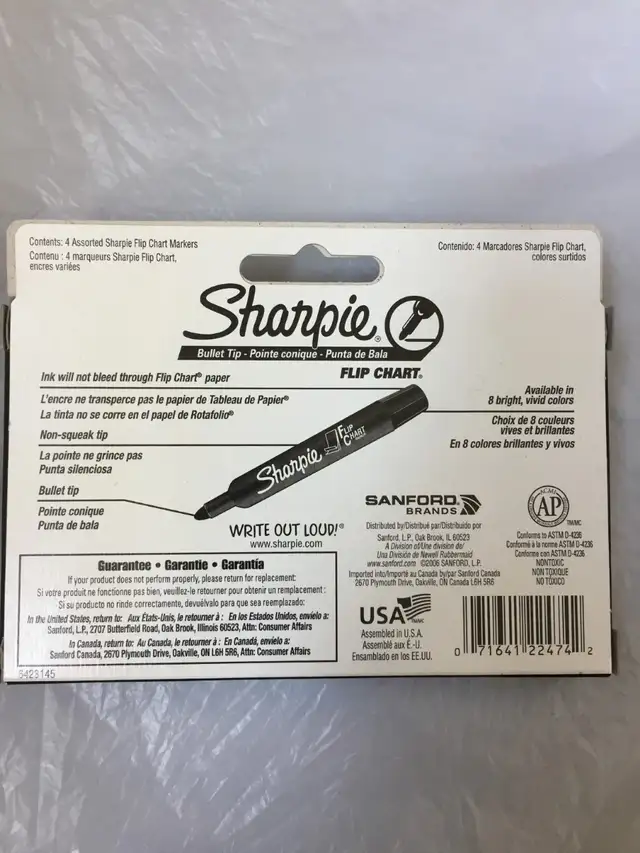 Contents: 4 Assorted Sharpie Flip Chart Markers
Contenu : 4 marqueurs Sharpie Flip Chart,
encres variées
Contenido: 4 Marcadores Sharpie Flip Chart,
colores surtidos
Sharpie®
Bullet Tip - Pointe conique - Punta de Bala
FLIP CHART®
Ink will not bleed through Flip Chart® paper
L'encre ne transperce pas le papier de Tableau de Papier®
La tinta no se corre en el papel de Rotafolio®
Non-squeak tip
La pointe ne grince pas
Punta silenciosa
Bullet tip
Pointe conique
Punta de bala
Available in
8 bright, vivid colors
Choix de 8 couleurs
vives et brillantes
En 8 colores brillantes y vivos
Sharpie FLIP CHART
WRITE OUT LOUD!®
www.sharpie.com
SANFORD®
BRANDS
Distributed by/Distribué par/Distribuido por
Sanford, L.P., Oak Brook, IL 60523
A Division of/Une division de/
Una División de Newell Rubbermaid
www.sanford.com ©2006 SANFORD, L.P.
Imported into/Importé au Canada by/par Sanford Canada
2670 Plymouth Drive, Oakville, ON Canada L6H 5R6
AP
TM/MC
Conforms to ASTM D-4236
Conforme à la norme ASTM D-4236
Conforme con ASTM D-4236
NONTOXIC
NON TOXIQUE
NO TÓXICO
Guarantee • Garantie • Garantía
If your product does not perform properly, please return for replacement:
Si votre produit ne fonctionne pas bien, veuillez-le retourner pour obtenir un remplacement :
Si su producto no rinde correctamente, devuélvalo para que sea reemplazado:
In the United States, return to: Aux États-Unis, le retourner à : En los Estados Unidos, envíelo a:
Sanford, L.P., 2707 Butterfield Road, Oak Brook, Illinois 60523, Attn: Consumer Affairs
In Canada, return to: Au Canada, le retourner à : En Canadá, envíelo a:
Sanford Canada, 2670 Plymouth Drive, Oakville, ON L6H 5R6, Attn: Consumer Affairs
USA
Assembled in U.S.A.
Assemblé aux É.-U.
Ensamblado en los EE.UU.
0 71641 22474 2
S423145